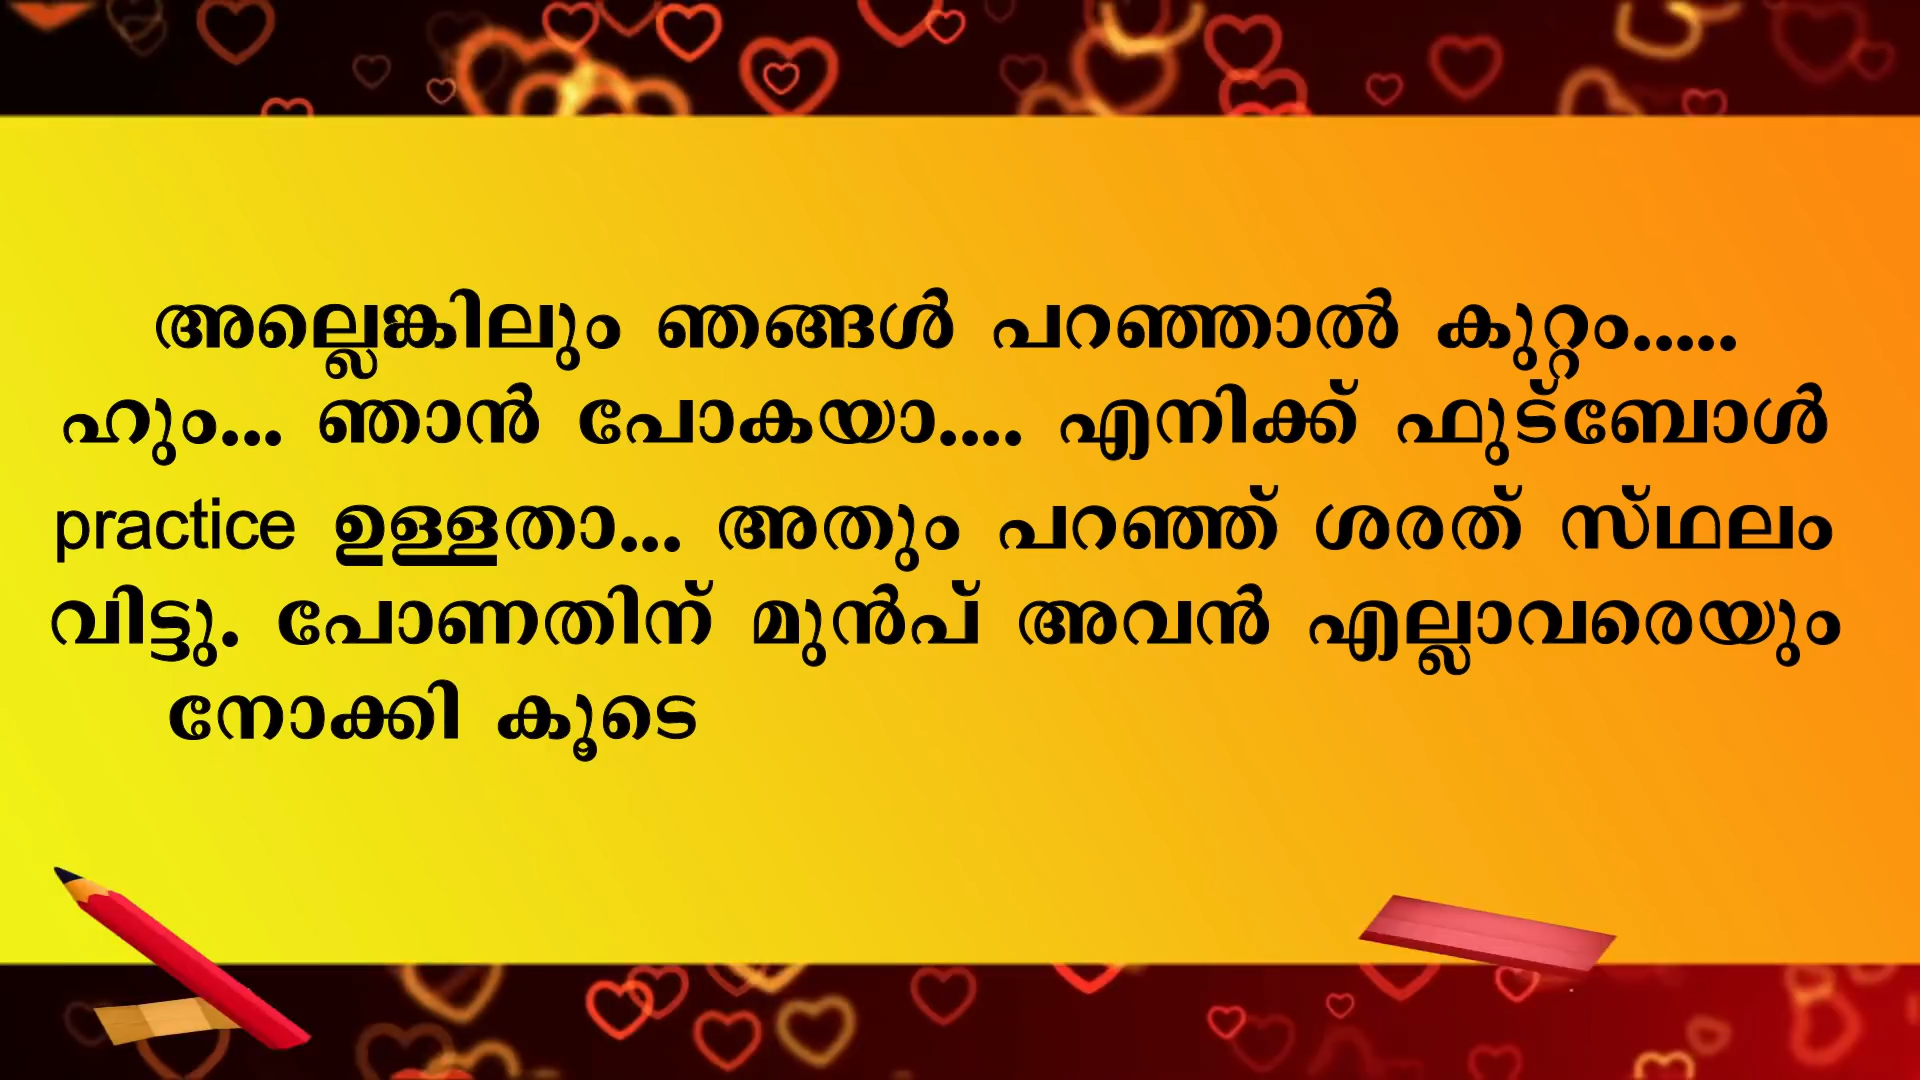 അല്ലെങ്കിലും ഞങ്ങൾ പറഞ്ഞാൽ കുറ്റം.....
ഹും... ഞാൻ പോകയാ.... എനിക്ക് ഫുട്ബോൾ
practice ഉള്ളതാ... അതും പറഞ്ഞ് ശരത് സ്ഥലം
വിട്ടു. പോണതിന് മുൻപ് അവൻ എല്ലാവരെയും
നോക്കി കൂടെ